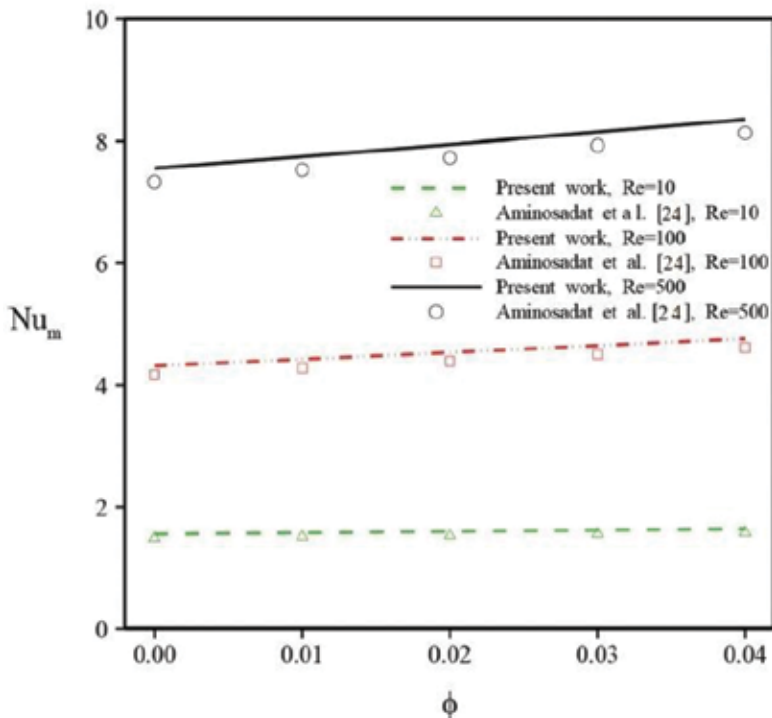 10
8
6
4
2
0
Nu_m
Present work, Re=10
Aminosadat et al. [24], Re=10
Present work, Re=100
Aminosadat et al. [24], Re=100
Present work, Re=500
Aminosadat et al. [24], Re=500
0.00 0.01 0.02 0.03 0.04
ϕ